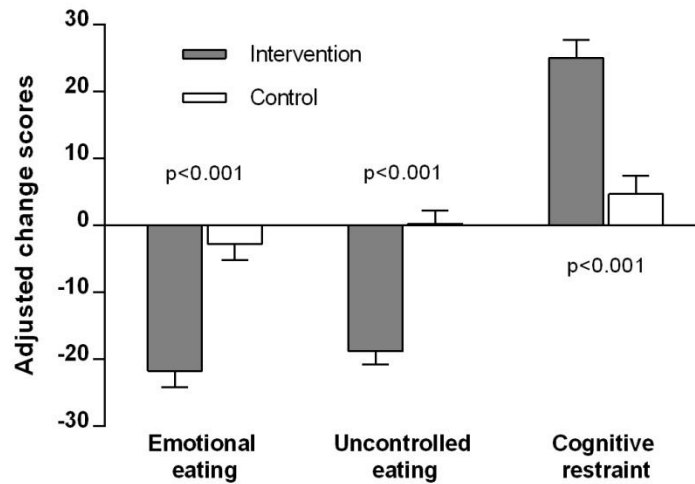 Adjusted change scores
30
20
10
0
-10
-20
-30
Intervention
Control
p<0.001
p<0.001
p<0.001
Emotional
eating
Uncontrolled
eating
Cognitive
restraint